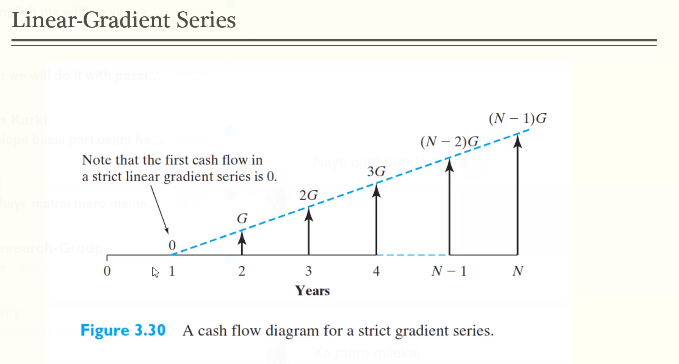 Linear-Gradient Series
(N – 1)G
(N – 2)G
Note that the first cash flow in
a strict linear gradient series is 0.
3G
2G
G
0
0 1 2 3 4 N – 1 N
Years
Figure 3.30 A cash flow diagram for a strict gradient series.